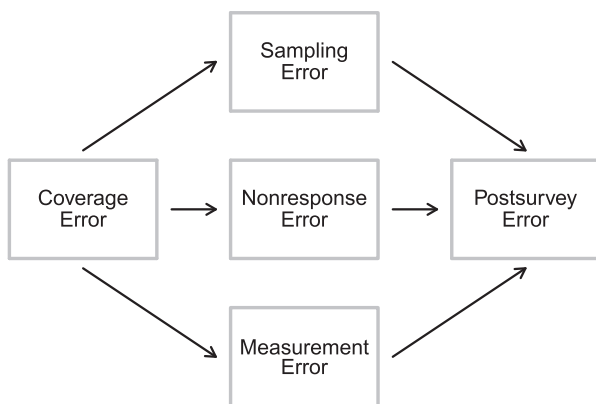 Sampling
Error
Coverage
Error
Nonresponse
Error
Postsurvey
Error
Measurement
Error